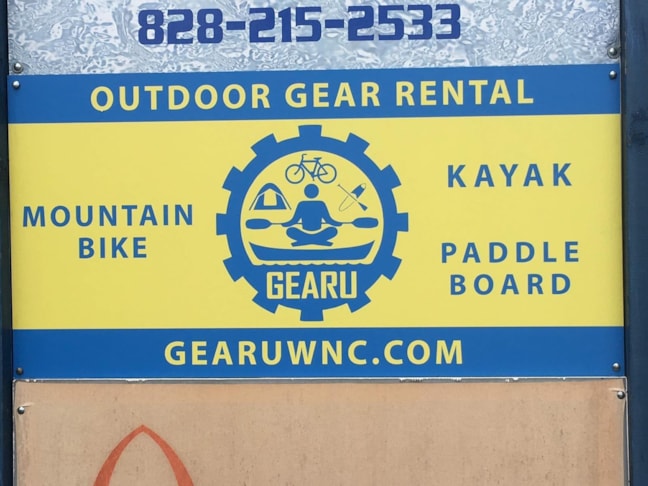 828-215-2533
OUTDOOR GEAR RENTAL
MOUNTAIN
BIKE
GEARU
KAYAK
PADDLE
BOARD
GEARUWNC.COM